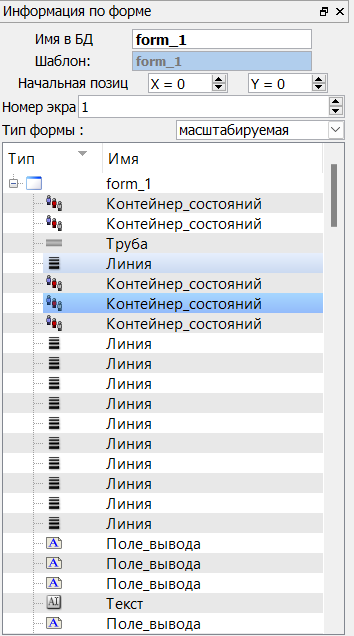 Информация по форме
Имя в БД form_1
Шаблон: form_1
Начальная позиц X = 0 Y = 0
Номер экра 1
Тип формы : масштабируемая
Тип Имя
form_1
Контейнер_состояний
Контейнер_состояний
Труба
Линия
Контейнер_состояний
Контейнер_состояний
Контейнер_состояний
Линия
Линия
Линия
Линия
Линия
Линия
Линия
Линия
Линия
Линия
A Поле_вывода
A Поле_вывода
A Поле_вывода
AI Текст
A Поле_вывода